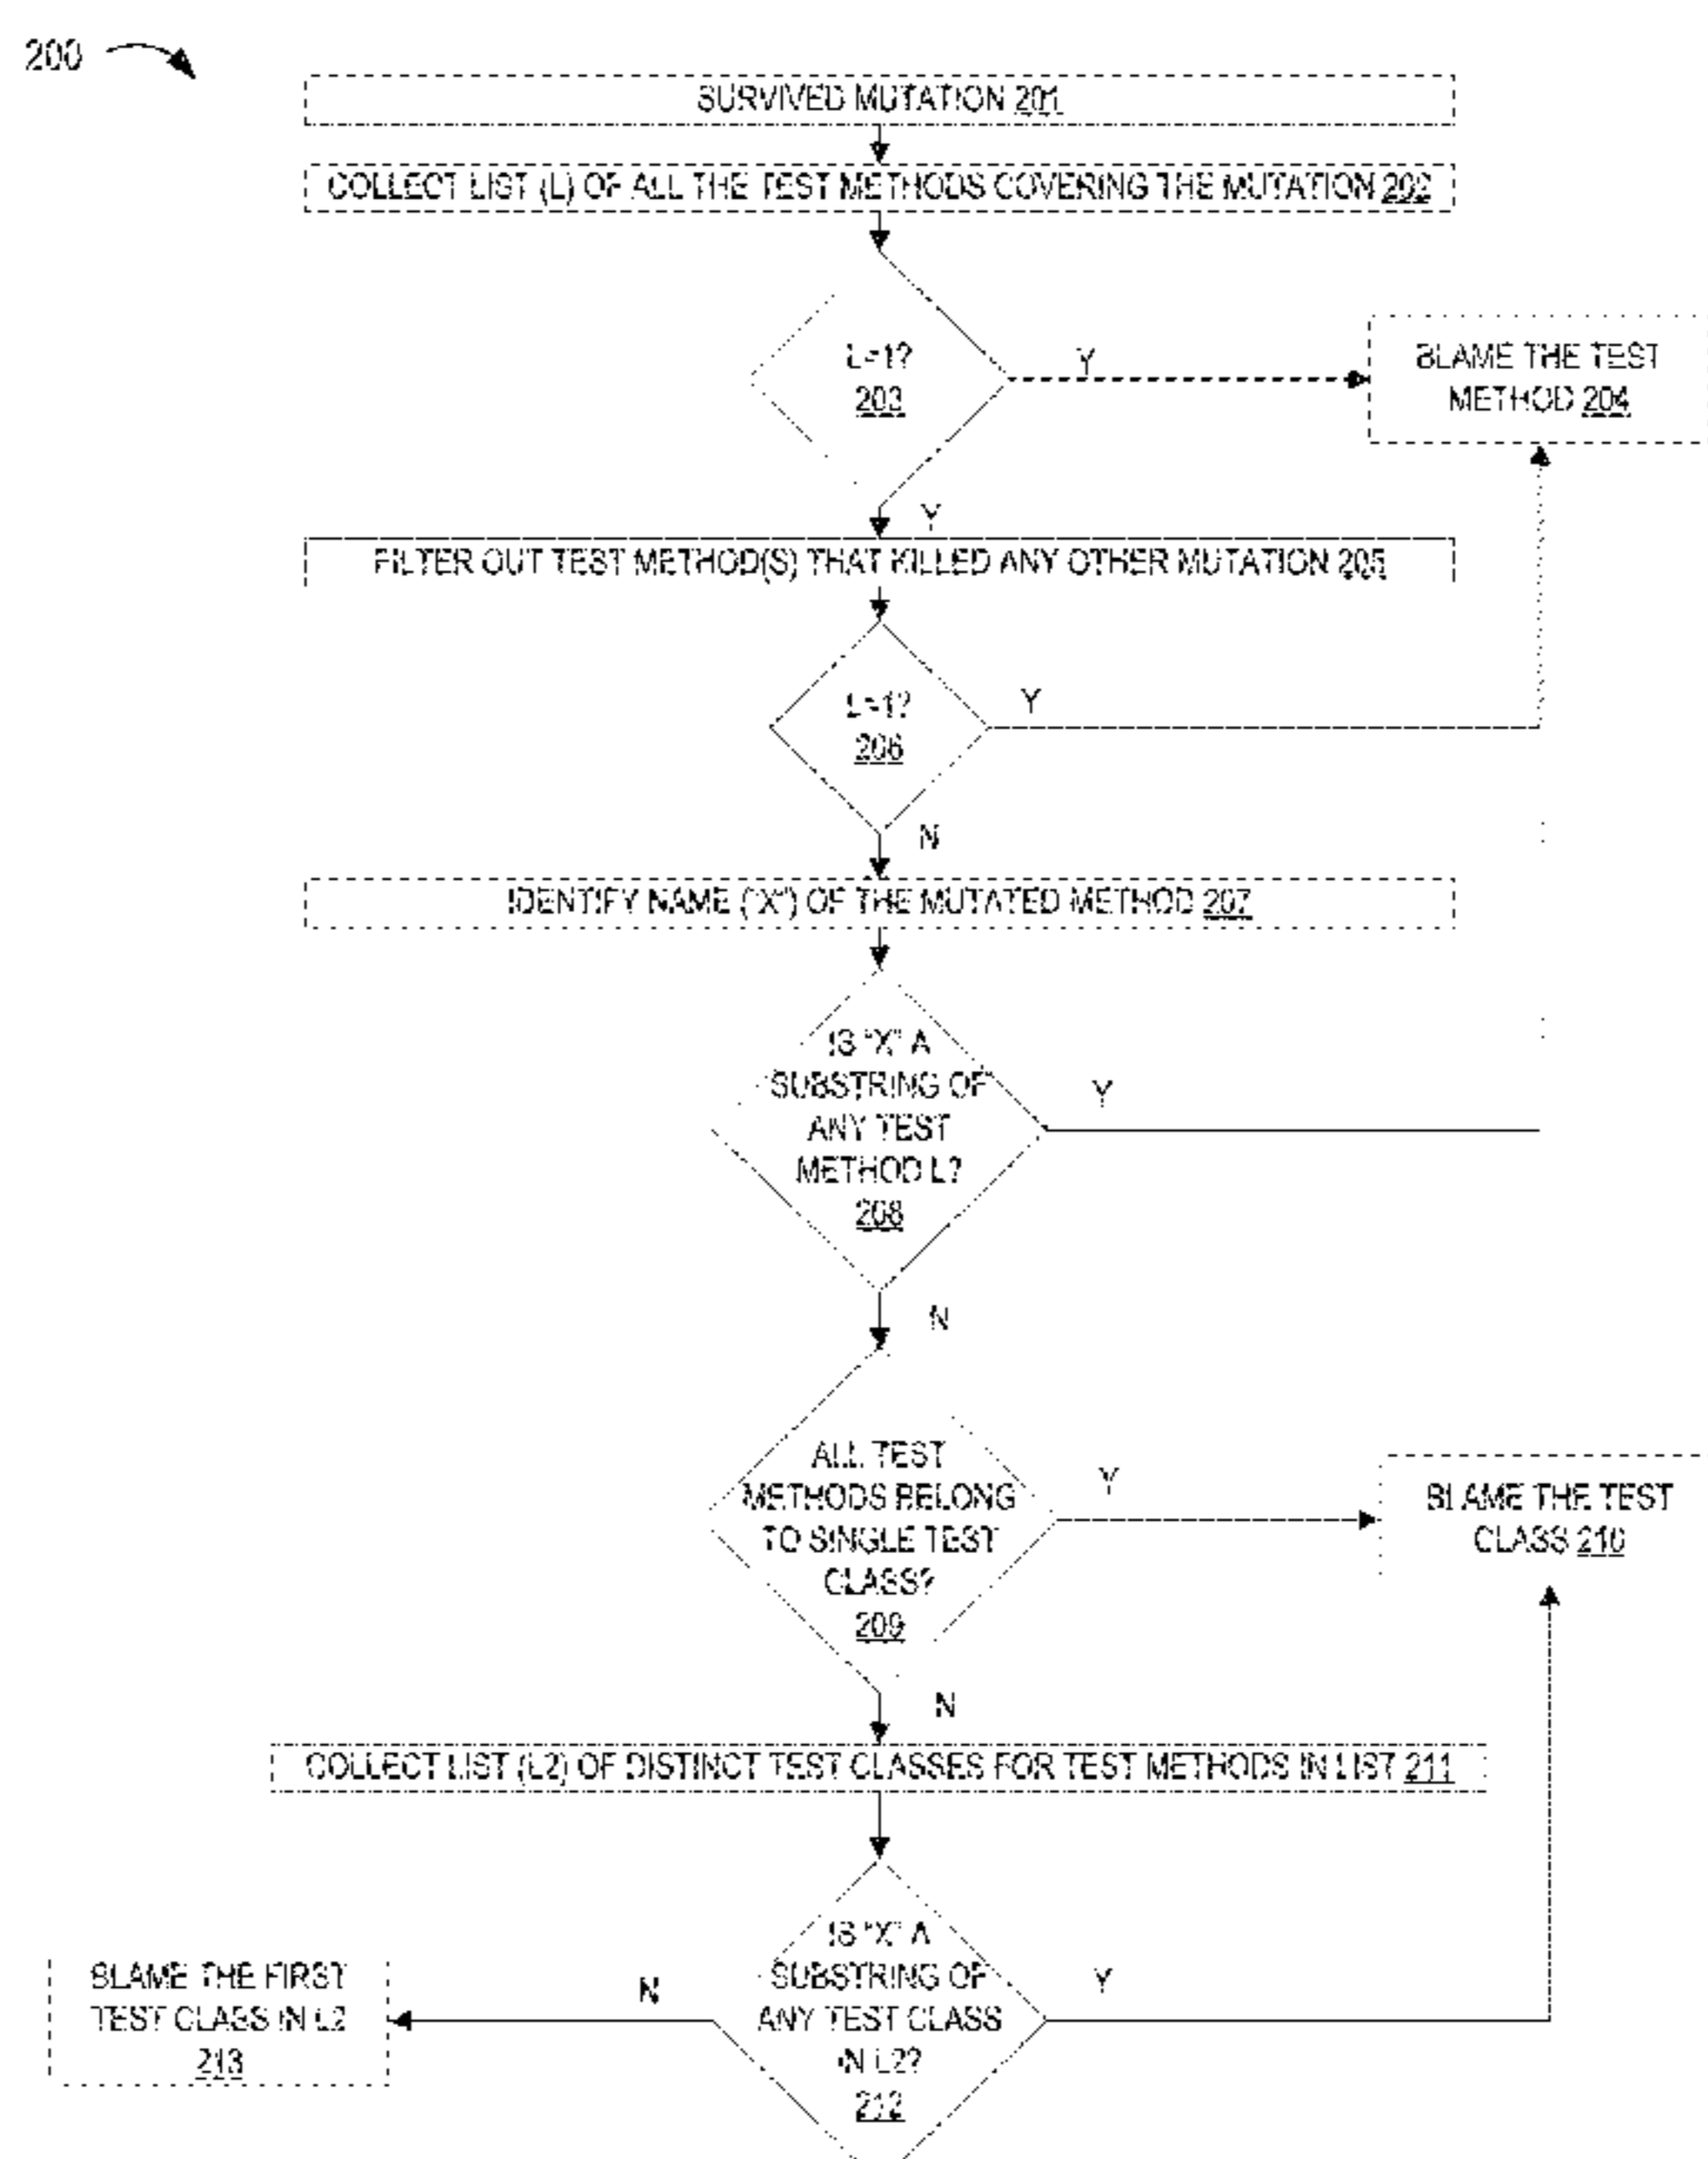 200
SURVIVED MUTATION 201
COLLECT LIST (L) OF ALL THE TEST METHODS COVERING THE MUTATION 202
L=1?
203
Y
BLAME THE TEST
METHOD 204
Y
FILTER OUT TEST METHOD(S) THAT KILLED ANY OTHER MUTATION 205
L=1?
206
Y
N
IDENTIFY NAME ("X") OF THE MUTATED METHOD 207
IS "X" A
SUBSTRING OF
ANY TEST
METHOD L?
208
Y
N
ALL TEST
METHODS BELONG
TO SINGLE TEST
CLASS?
209
Y
BLAME THE TEST
CLASS 210
N
COLLECT LIST (L2) OF DISTINCT TEST CLASSES FOR TEST METHODS IN LIST 211
IS "X" A
SUBSTRING OF
ANY TEST CLASS
IN L2?
212
Y
N
BLAME THE FIRST
TEST CLASS IN L2
213